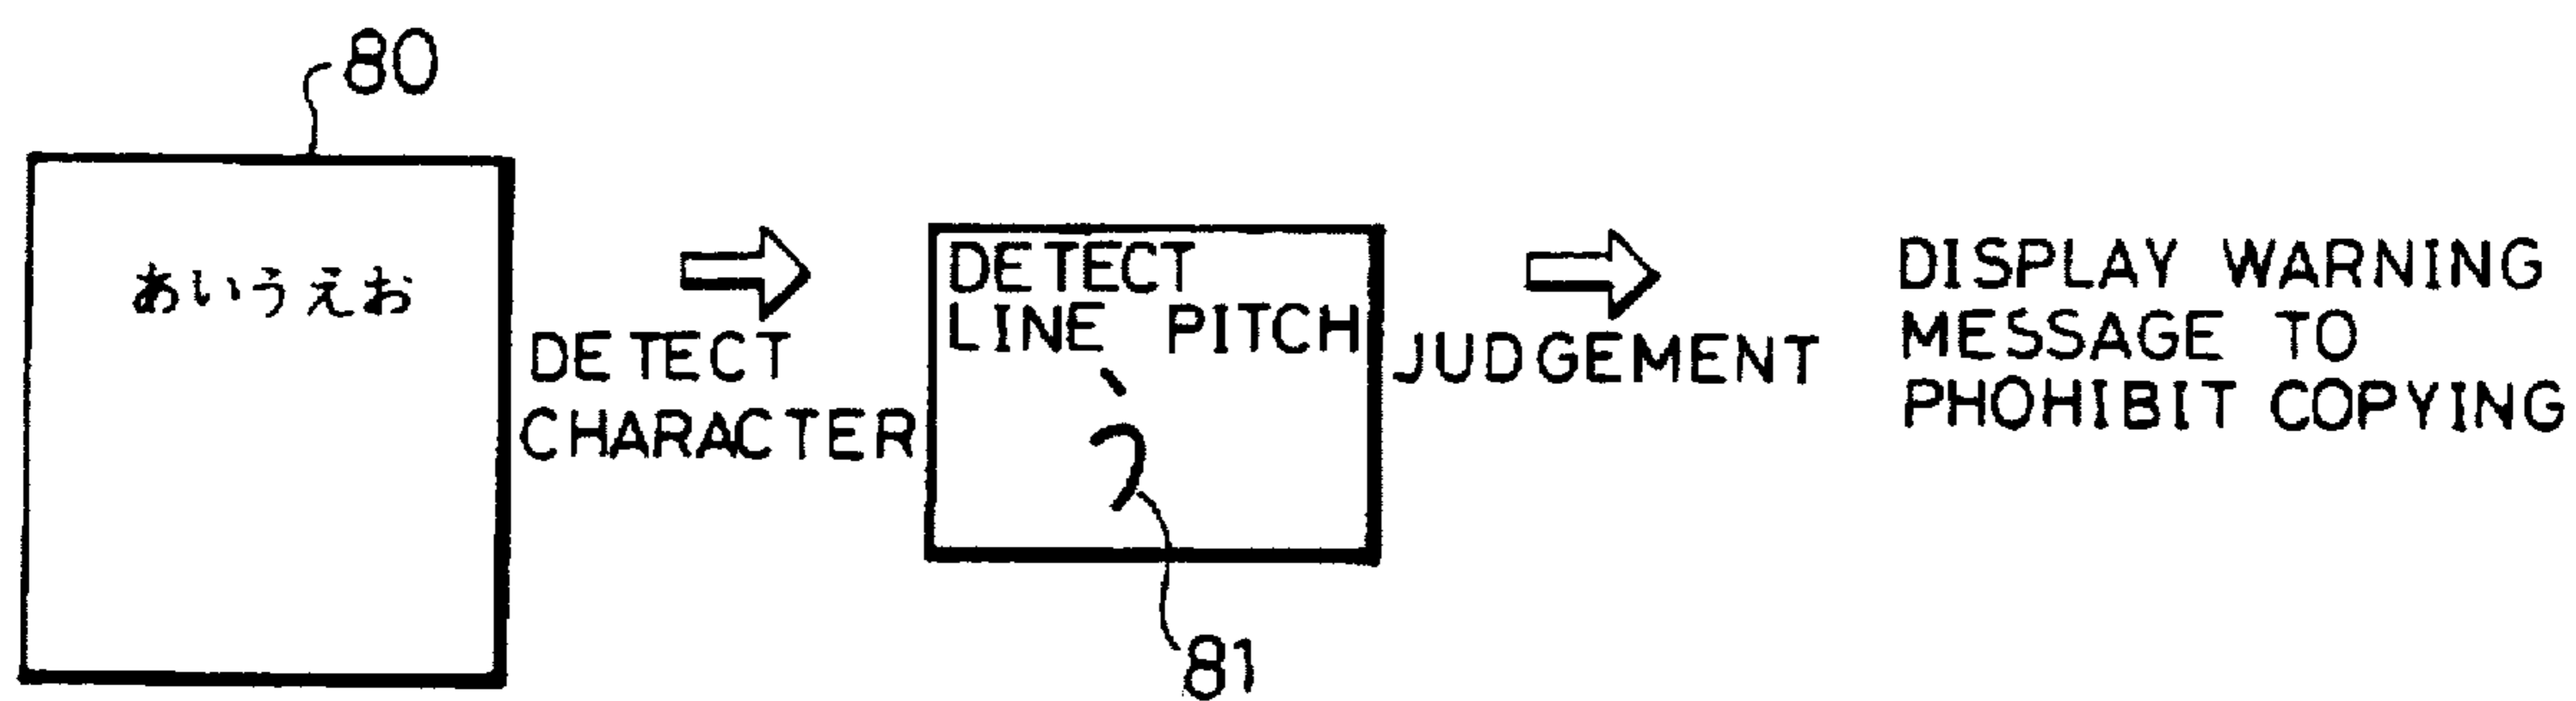 80
あいうえお
DETECT
CHARACTER
DETECT
LINE PITCH
う
81
JUDGEMENT
DISPLAY WARNING
MESSAGE TO
PHOHIBIT COPYING